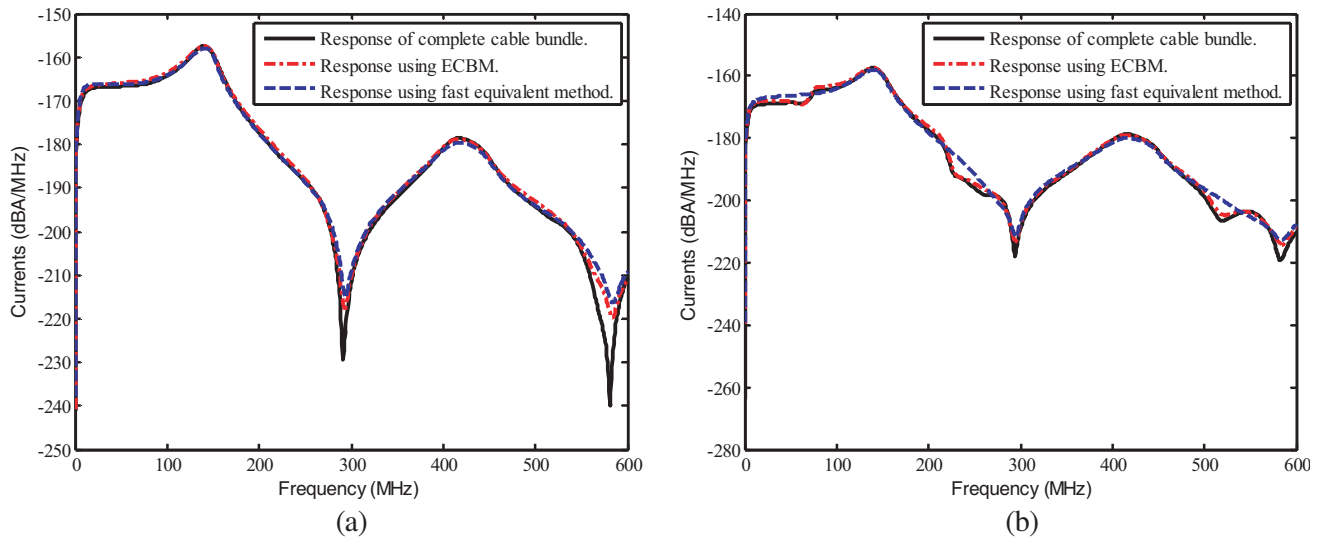 -150
-160
-170
-180
-190
-200
-210
-220
-230
-240
-250
Currents (dBA/MHz)
Response of complete cable bundle.
Response using ECBM.
Response using fast equivalent method.
0 100 200 300 400 500 600
Frequency (MHz)
(a)
-140
-160
-180
-200
-220
-240
-260
-280
Currents (dBA/MHz)
Response of complete cable bundle.
Response using ECBM.
Response using fast equivalent method.
0 100 200 300 400 500 600
Frequency (MHz)
(b)